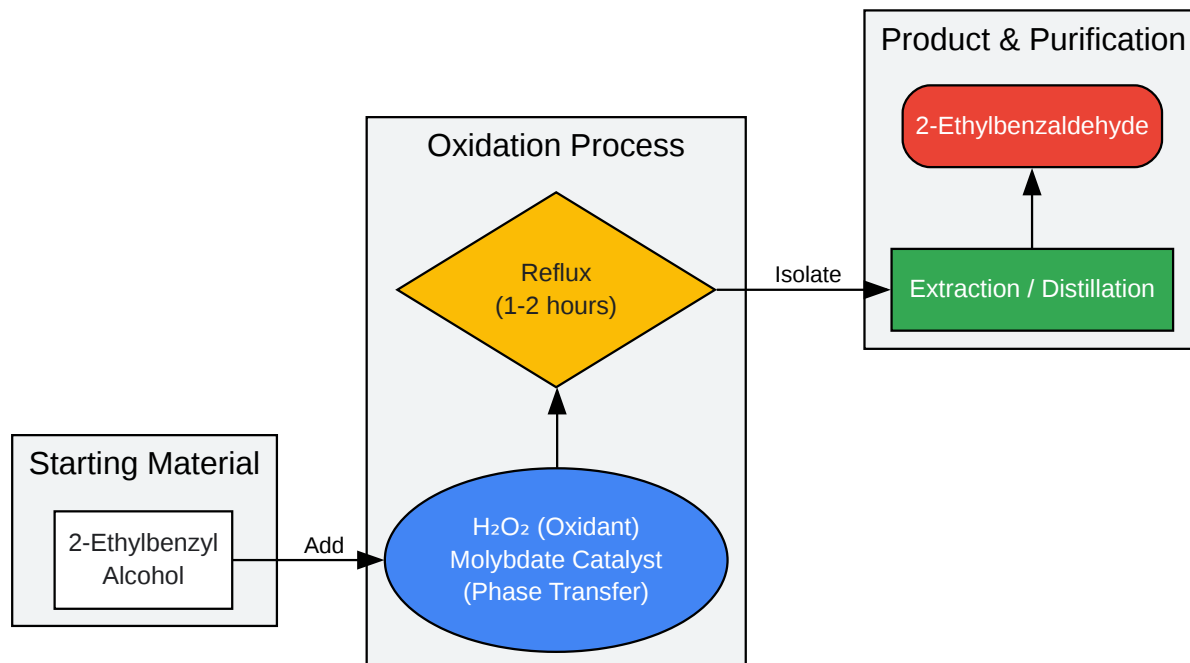 Starting Material
2-Ethylbenzyl
Alcohol
Add
Oxidation Process
H₂O₂ (Oxidant)
Molybdate Catalyst
(Phase Transfer)
Reflux
(1-2 hours)
Isolate
Product & Purification
Extraction / Distillation
2-Ethylbenzaldehyde